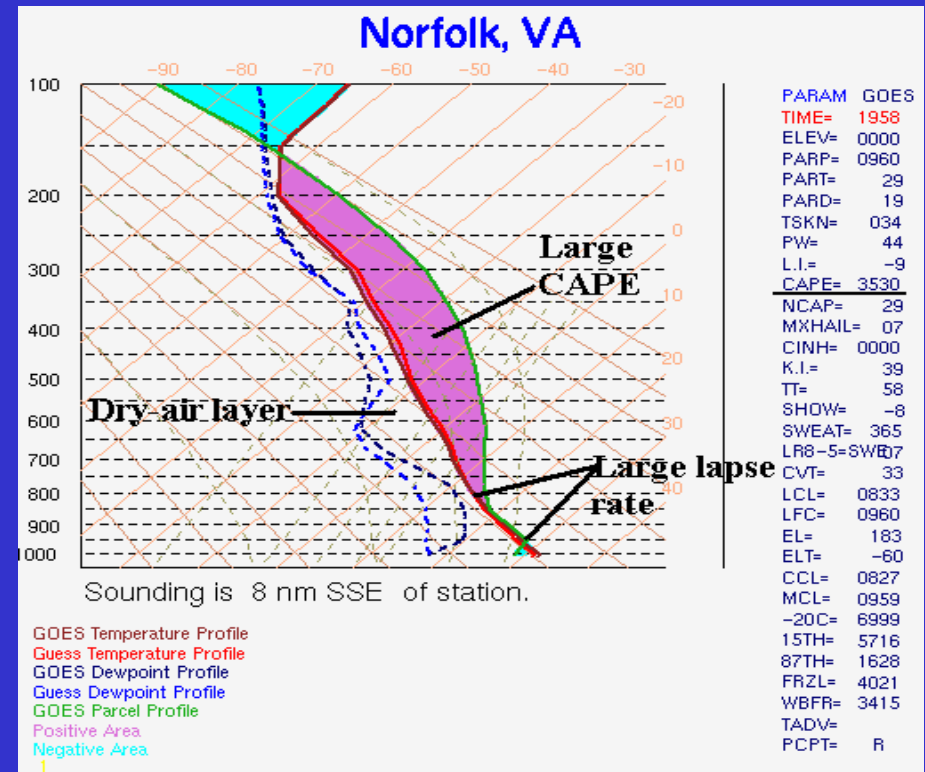 Norfolk, VA
-90 -80 -70 -60 -50 -40 -30
100
-20
-10
200
0
300
10
400
20
500
600
30
700
40
800
900
1000
Large
CAPE
Dry-air layer
Large lapse
rate
Sounding is 8 nm SSE of station.
GOES Temperature Profile
Guess Temperature Profile
GOES Dewpoint Profile
Guess Dewpoint Profile
GOES Parcel Profile
Positive Area
Negative Area
PARAM GOES
TIME= 1958
ELEV= 0000
PARP= 0960
PART= 29
PARD= 19
TSKN= 034
PW= 44
L.I.= -9
CAPE= 3530
NCAP= 29
MXHAIL= 07
CINH= 0000
K.I.= 39
TT= 58
SHOW= -8
SWEAT= 365
LR8-5=SWB07
CVT= 33
LCL= 0833
LFC= 0960
EL= 183
ELT= -60
CCL= 0827
MCL= 0959
-20C= 6999
15TH= 5716
87TH= 1628
FRZL= 4021
WBFR= 3415
TADV=
PCPT= R